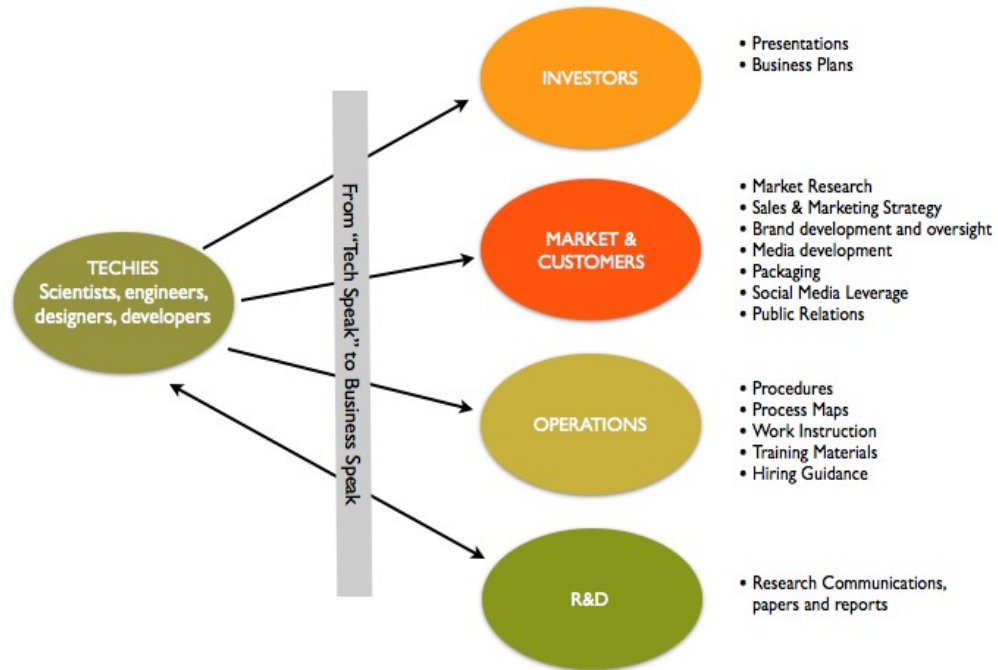 TECHIES
Scientists, engineers,
designers, developers
From "Tech Speak" to Business Speak
INVESTORS
• Presentations
• Business Plans
MARKET &
CUSTOMERS
• Market Research
• Sales & Marketing Strategy
• Brand development and oversight
• Media development
• Packaging
• Social Media Leverage
• Public Relations
OPERATIONS
• Procedures
• Process Maps
• Work Instruction
• Training Materials
• Hiring Guidance
R&D
• Research Communications,
papers and reports